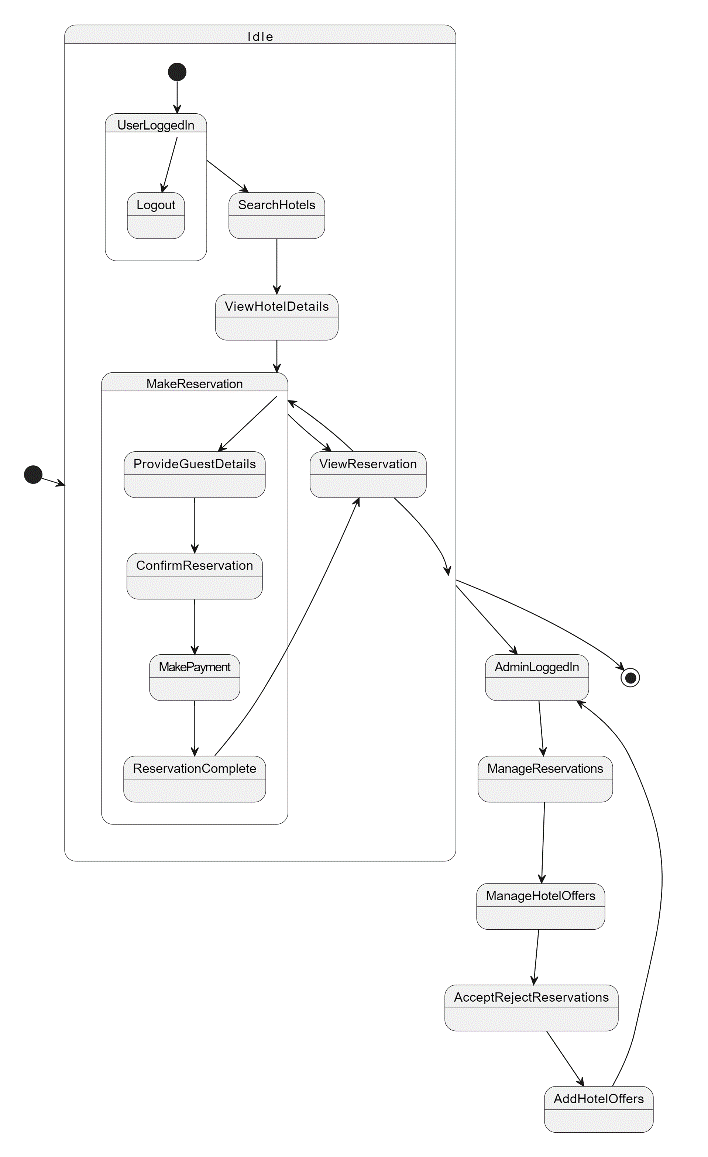 Idle
UserLoggedIn
Logout
SearchHotels
ViewHotelDetails
MakeReservation
ProvideGuestDetails
ViewReservation
ConfirmReservation
MakePayment
AdminLoggedIn
ReservationComplete
ManageReservations
ManageHotelOffers
AcceptRejectReservations
AddHotelOffers